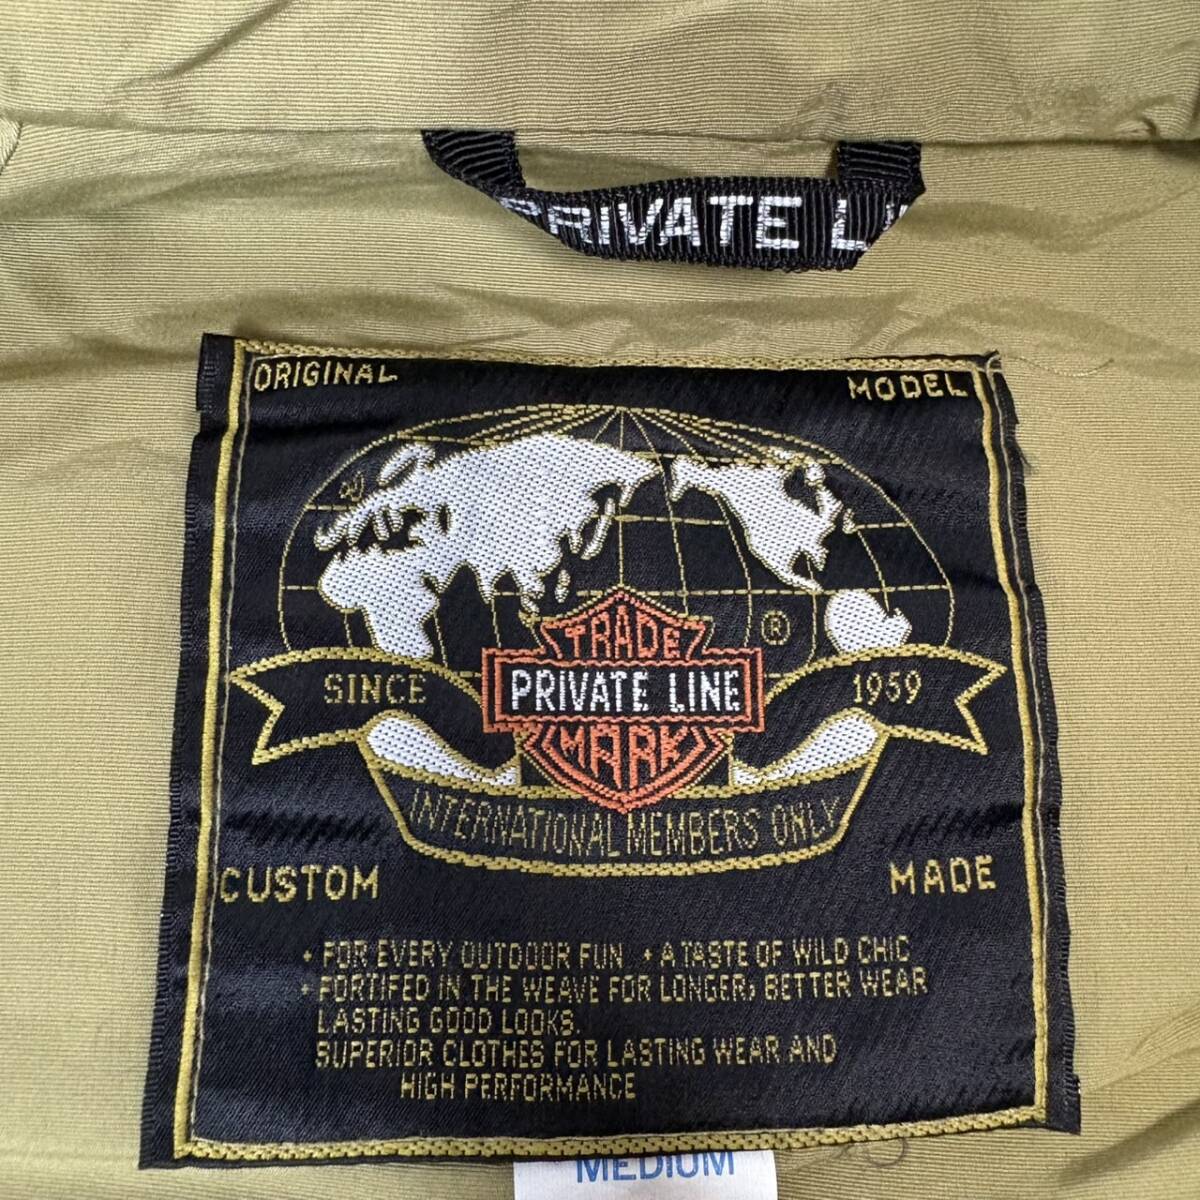 PRIVATE L
ORIGINAL MODEL
TRADE
®
SINCE PRIVATE LINE 1959
MARK
INTERNATIONAL MEMBERS ONLY
CUSTOM MADE
• FOR EVERY OUTDOOR FUN • A TASTE OF WILD CHIC
• FORTIFED IN THE WEAVE FOR LONGER, BETTER WEAR
LASTING GOOD LOOKS.
SUPERIOR CLOTHES FOR LASTING WEAR AND
HIGH PERFORMANCE
MEDIUM